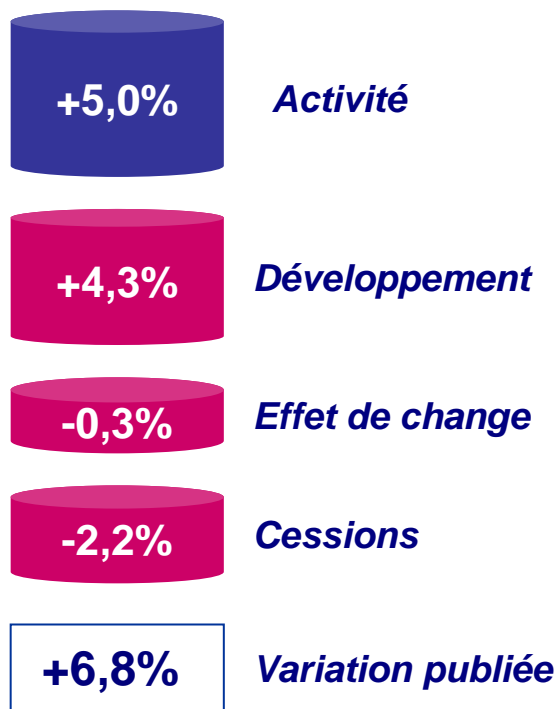 +5,0% Activité
+4,3% Développement
-0,3% Effet de change
-2,2% Cessions
+6,8% Variation publiée